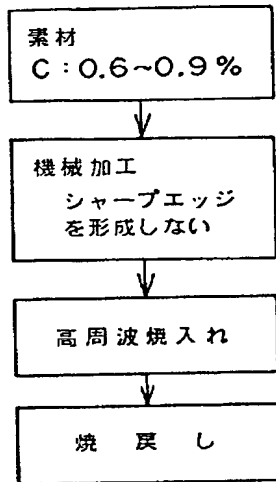 素材
C:0.6~0.9%
機械加工
シャープエッジ
を形成しない
高周波焼入れ
焼戻し